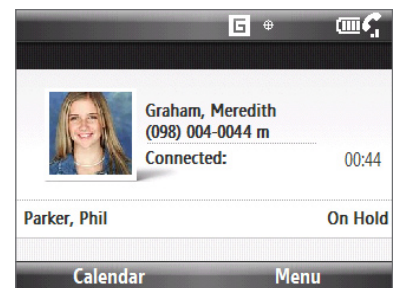 G
Graham, Meredith
(098) 004-0044 m
Connected: 00:44
Parker, Phil On Hold
Calendar Menu